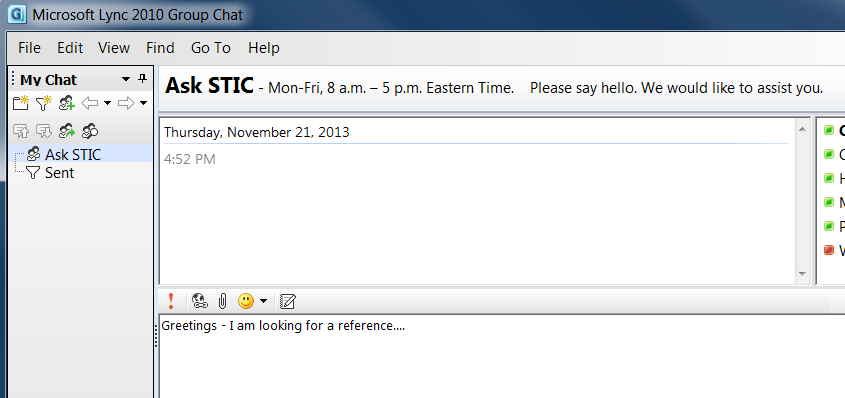 Microsoft Lync 2010 Group Chat
File Edit View Find Go To Help
My Chat
Ask STIC - Mon-Fri, 8 a.m. – 5 p.m. Eastern Time. Please say hello. We would like to assist you.
Thursday, November 21, 2013
4:52 PM
Ask STIC
Sent
Greetings - I am looking for a reference....